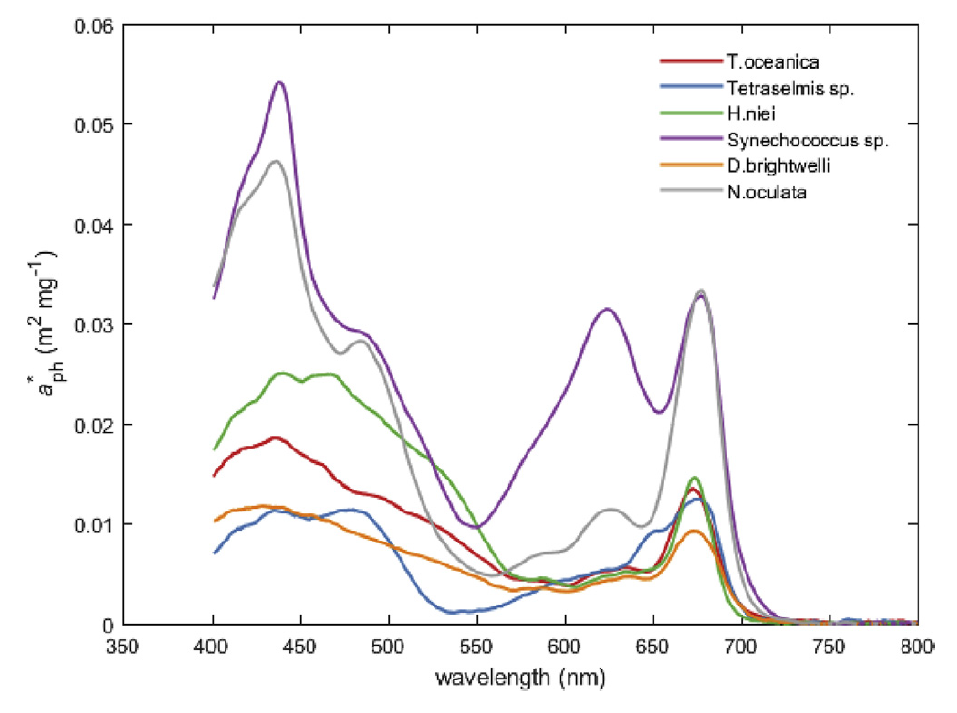 0.06
0.05
0.04
0.03
0.02
0.01
0
350
400
450
500
550
600
650
700
750
800
wavelength (nm)
a*ph (m2 mg-1)
T.oceanica
Tetraselmis sp.
H.niei
Synechococcus sp.
D.brightwelli
N.oculata